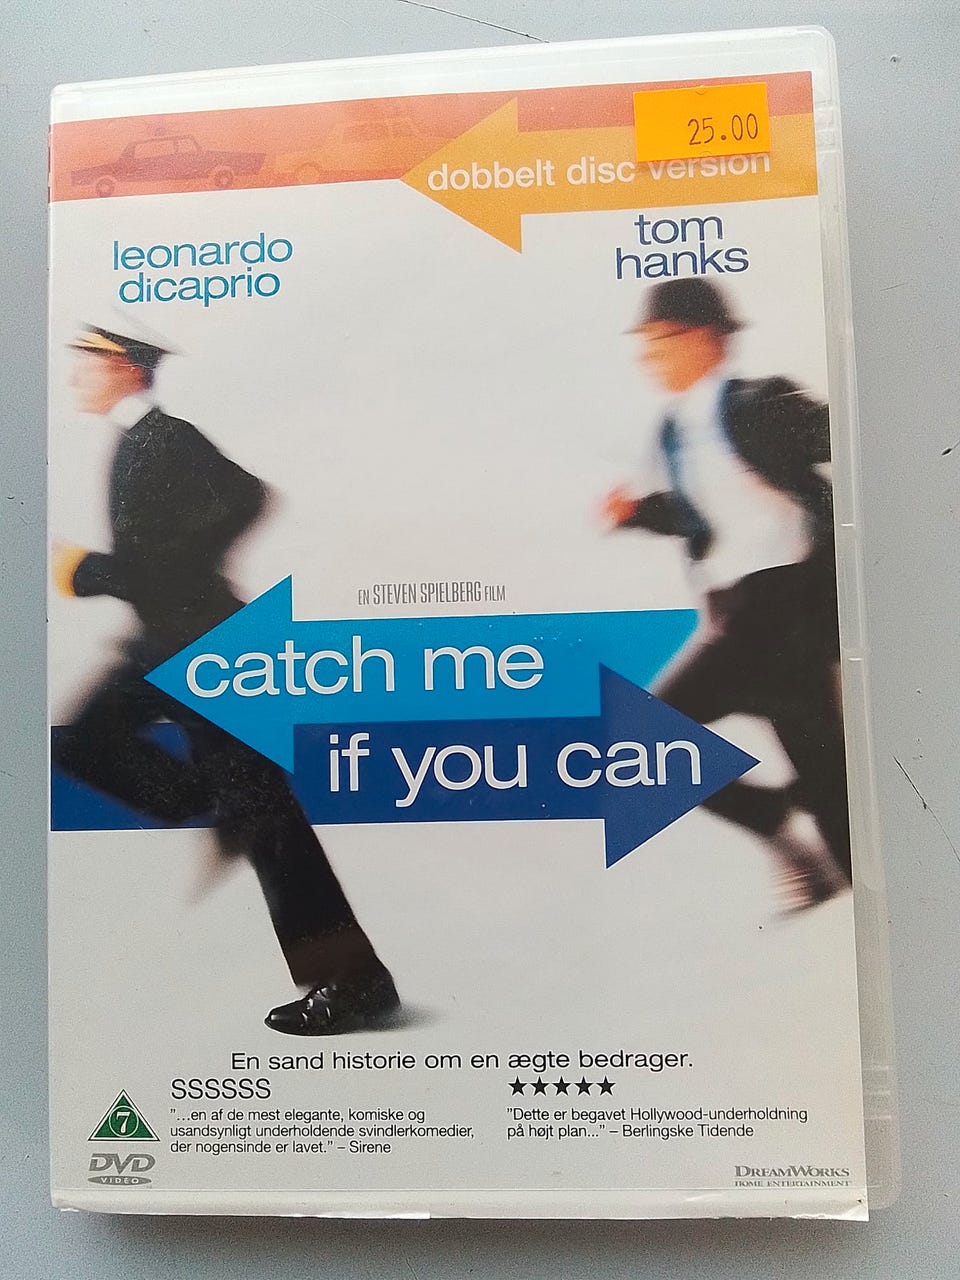 25.00
dobbelt disc version
leonardo
dicaprio
tom
hanks
EN STEVEN SPIELBERG FILM
catch me
if you can
En sand historie om en ægte bedrager.
SSSSSS
★★★★★
"...en af de mest elegante, komiske og
usandsynligt underholdende svindlerkomedier,
der nogensinde er lavet." – Sirene
"Dette er begavet Hollywood-underholdning
på højt plan..." – Berlingske Tidende
7
DVD
VIDEO
DREAMWORKS
HOME ENTERTAINMENT